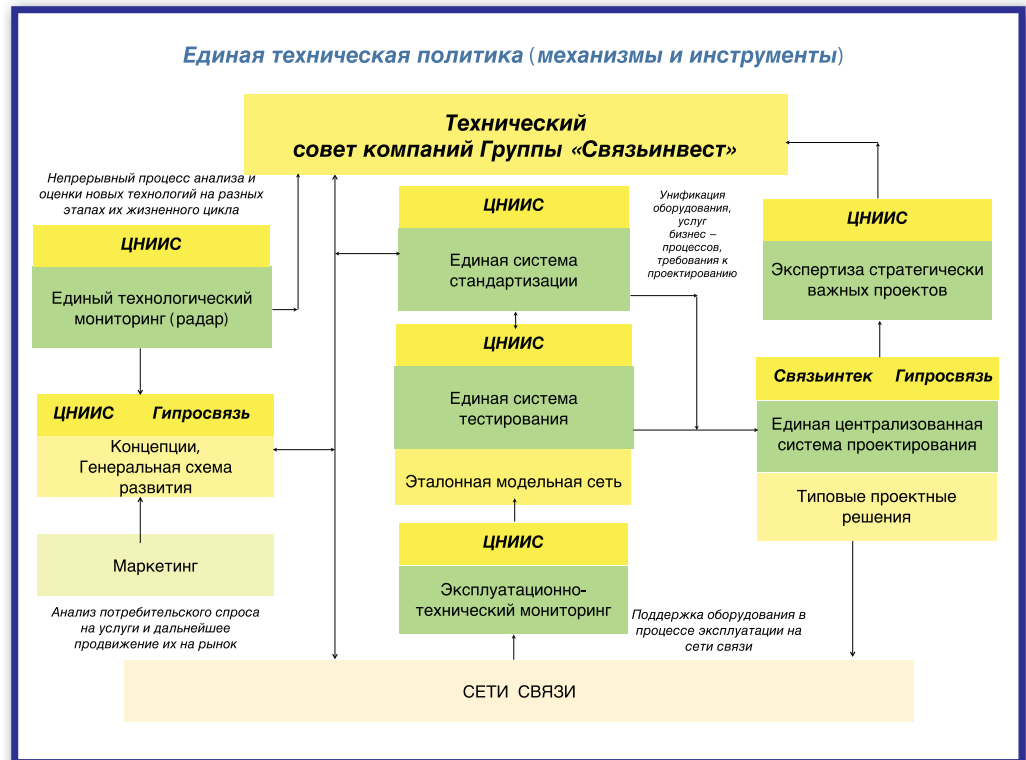 Единая техническая политика (механизмы и инструменты)
Технический
совет компаний Группы «Связьинвест»
Непрерывный процесс анализа и
оценки новых технологий на разных
этапах их жизненного цикла
ЦНИИС
Единый технологический
мониторинг (радар)
ЦНИИС Гипросвязь
Концепции,
Генеральная схема
развития
Маркетинг
Анализ потребительского спроса
на услуги и дальнейшее
продвижение их на рынок
ЦНИИС
Единая система
стандартизации
ЦНИИС
Единая система
тестирования
Эталонная модельная сеть
ЦНИИС
Эксплуатационно-
технический мониторинг
Унификация
оборудования,
услуг
бизнес –
процессов,
требования к
проектированию
ЦНИИС
Экспертиза стратегически
важных проектов
Связьинтек Гипросвязь
Единая централизованная
система проектирования
Типовые проектные
решения
Поддержка оборудования в
процессе эксплуатации на
сети связи
СЕТИ СВЯЗИ